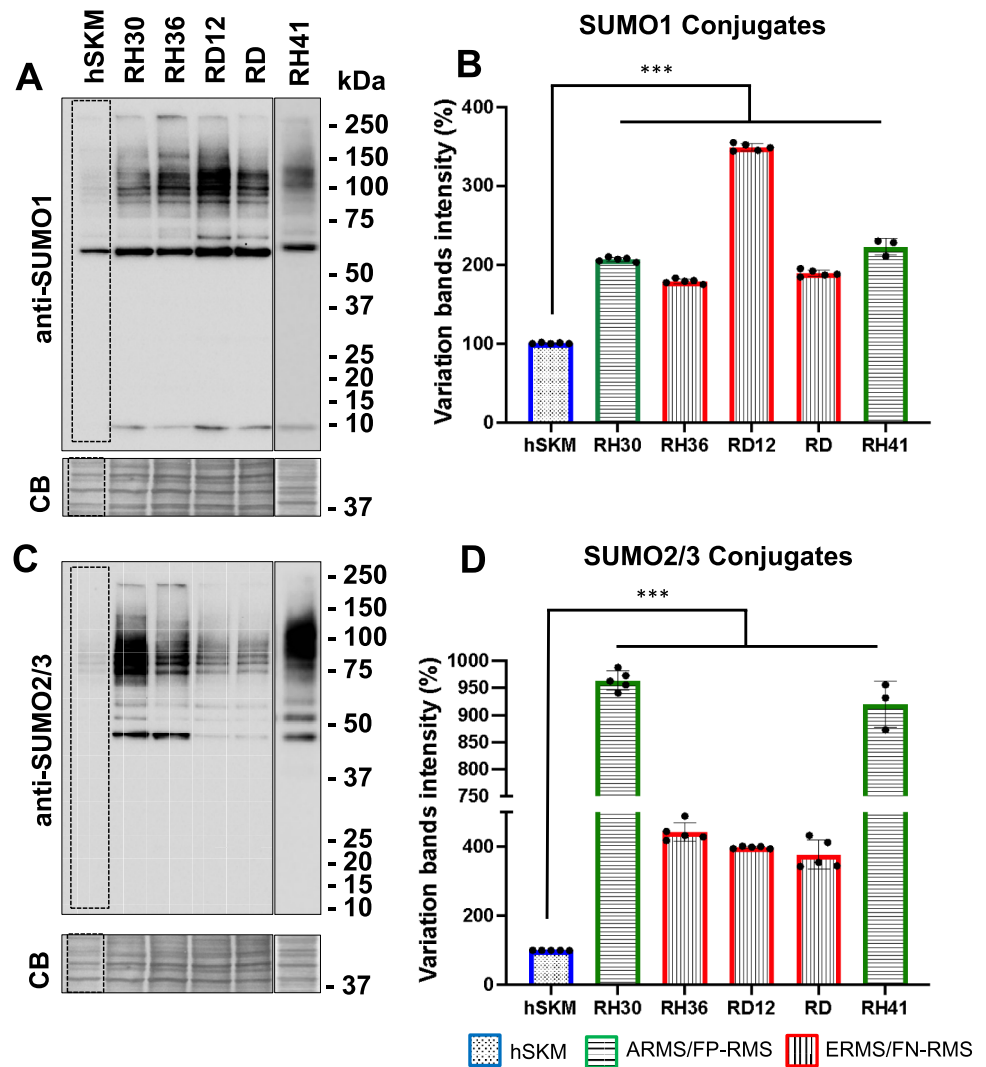 hSKM
RH30
RH36
RD12
RD
RH41
A
kDa
anti-SUMO1
- 250
- 150
- 100
- 75
- 50
- 37
- 25
- 20
- 15
- 10
CB
- 37
SUMO1 Conjugates
B
***
Variation bands intensity (%)
400
300
200
100
0
hSKM RH30 RH36 RD12 RD RH41
C
anti-SUMO2/3
- 250
- 150
- 100
- 75
- 50
- 37
- 25
- 20
- 15
- 10
CB
- 37
D
SUMO2/3 Conjugates
***
Variation bands intensity (%)
1000
950
900
850
800
750
400
200
0
hSKM RH30 RH36 RD12 RD RH41
hSKM ARMS/FP-RMS ERMS/FN-RMS